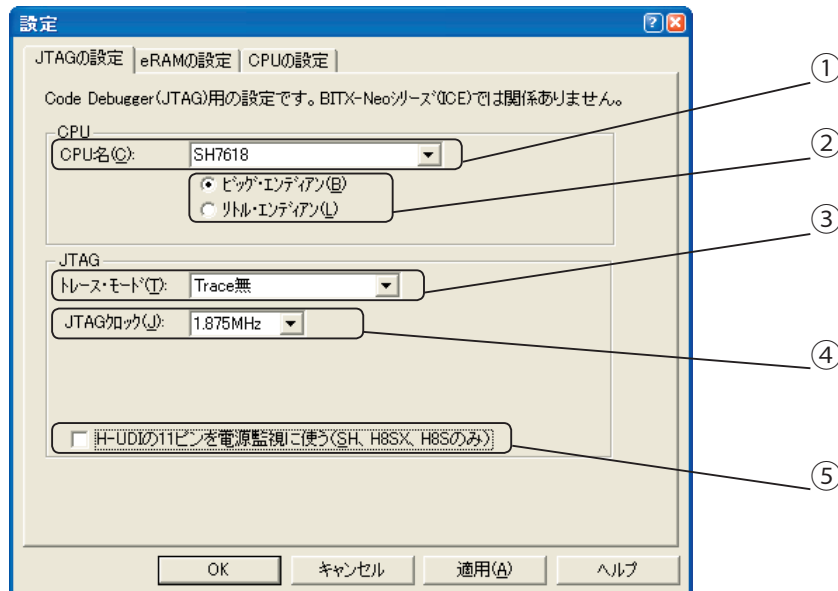 設定
JTAGの設定 eRAMの設定 CPUの設定
Code Debugger(JTAG)用の設定です。BITX-Neoｼﾘｰｽﾞ(ICE)では関係ありません。
CPU
CPU名(C): SH7618
①
ﾋﾞｯｸﾞ・ｴﾝﾃﾞｨｱﾝ(B)
ﾘﾄﾙ・ｴﾝﾃﾞｨｱﾝ(L)
②
JTAG
ﾄﾚｰｽ・ﾓｰﾄﾞ(T): Trace無
③
JTAGｸﾛｯｸ(J): 1.875MHz
④
H-UDIの11ピンを電源監視に使う(SH、H8SX、H8Sのみ)
⑤
OK キャンセル 適用(A) ヘルプ